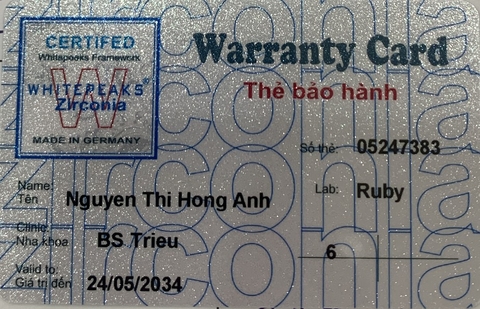 CERTIFED
Whitepeaks Framework
WHITEPEAKS®
Zirconia
MADE IN GERMANY
Warranty Card
Thẻ bảo hành
Số thẻ: 05247383
Name:
Tên Nguyen Thi Hong Anh
Lab: Ruby
Clinic:
Nha khoa BS Trieu
6
Valid to:
Giá trị đến 24/05/2034